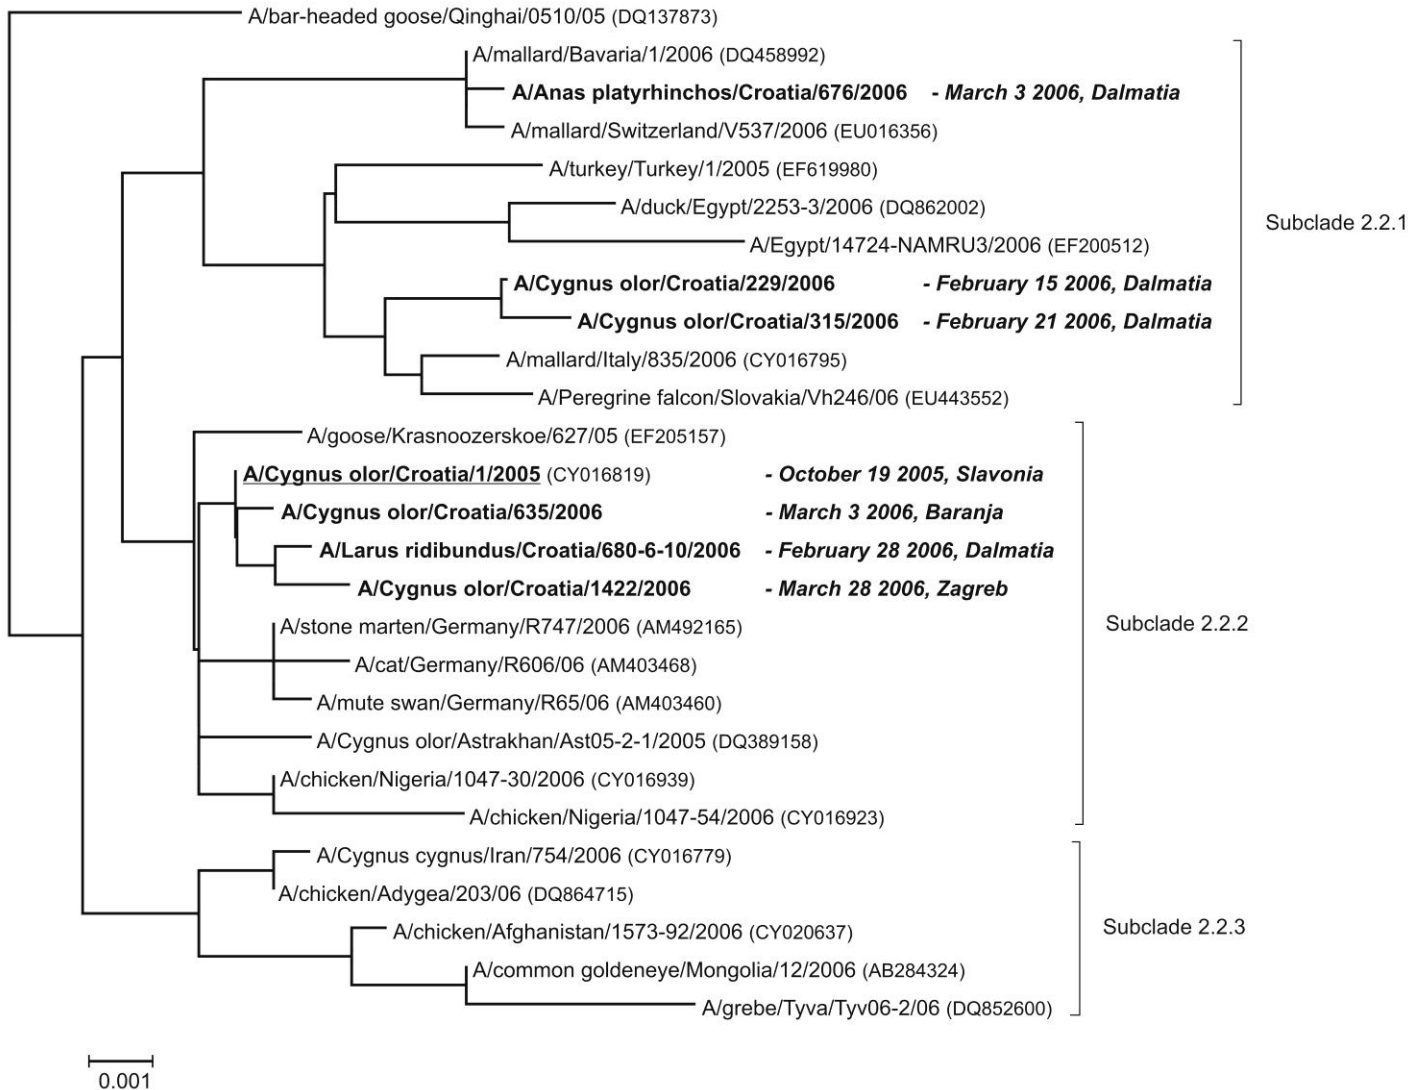 A/bar-headed goose/Qinghai/0510/05 (DQ137873)
A/mallard/Bavaria/1/2006 (DQ458992)
A/Anas platyrhinchos/Croatia/676/2006 - March 3 2006, Dalmatia
A/mallard/Switzerland/V537/2006 (EU016356)
A/turkey/Turkey/1/2005 (EF619980)
A/duck/Egypt/2253-3/2006 (DQ862002)
Subclade 2.2.1
A/Egypt/14724-NAMRU3/2006 (EF200512)
A/Cygnus olor/Croatia/229/2006 - February 15 2006, Dalmatia
A/Cygnus olor/Croatia/315/2006 - February 21 2006, Dalmatia
A/mallard/Italy/835/2006 (CY016795)
A/Peregrine falcon/Slovakia/Vh246/06 (EU443552)
A/goose/Krasnoozerskoe/627/05 (EF205157)
A/Cygnus olor/Croatia/1/2005 (CY016819) - October 19 2005, Slavonia
A/Cygnus olor/Croatia/635/2006 - March 3 2006, Baranja
A/Larus ridibundus/Croatia/680-6-10/2006 - February 28 2006, Dalmatia
A/Cygnus olor/Croatia/1422/2006 - March 28 2006, Zagreb
A/stone marten/Germany/R747/2006 (AM492165)
Subclade 2.2.2
A/cat/Germany/R606/06 (AM403468)
A/mute swan/Germany/R65/06 (AM403460)
A/Cygnus olor/Astrakhan/Ast05-2-1/2005 (DQ389158)
A/chicken/Nigeria/1047-30/2006 (CY016939)
A/chicken/Nigeria/1047-54/2006 (CY016923)
A/Cygnus cygnus/Iran/754/2006 (CY016779)
A/chicken/Adygea/203/06 (DQ864715)
Subclade 2.2.3
A/chicken/Afghanistan/1573-92/2006 (CY020637)
A/common goldeneye/Mongolia/12/2006 (AB284324)
A/grebe/Tyva/Tyv06-2/06 (DQ852600)
0.001